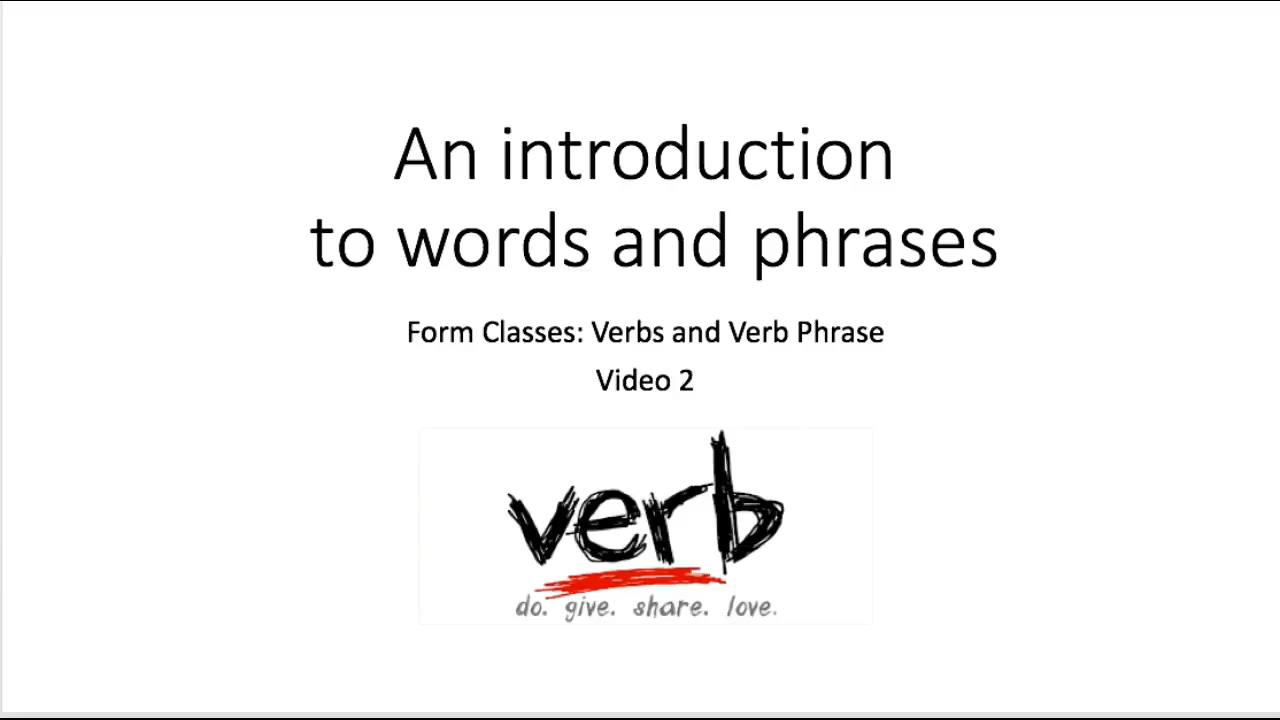 An introduction
to words and phrases
Form Classes: Verbs and Verb Phrase
Video 2
verb
do. give. share. love.